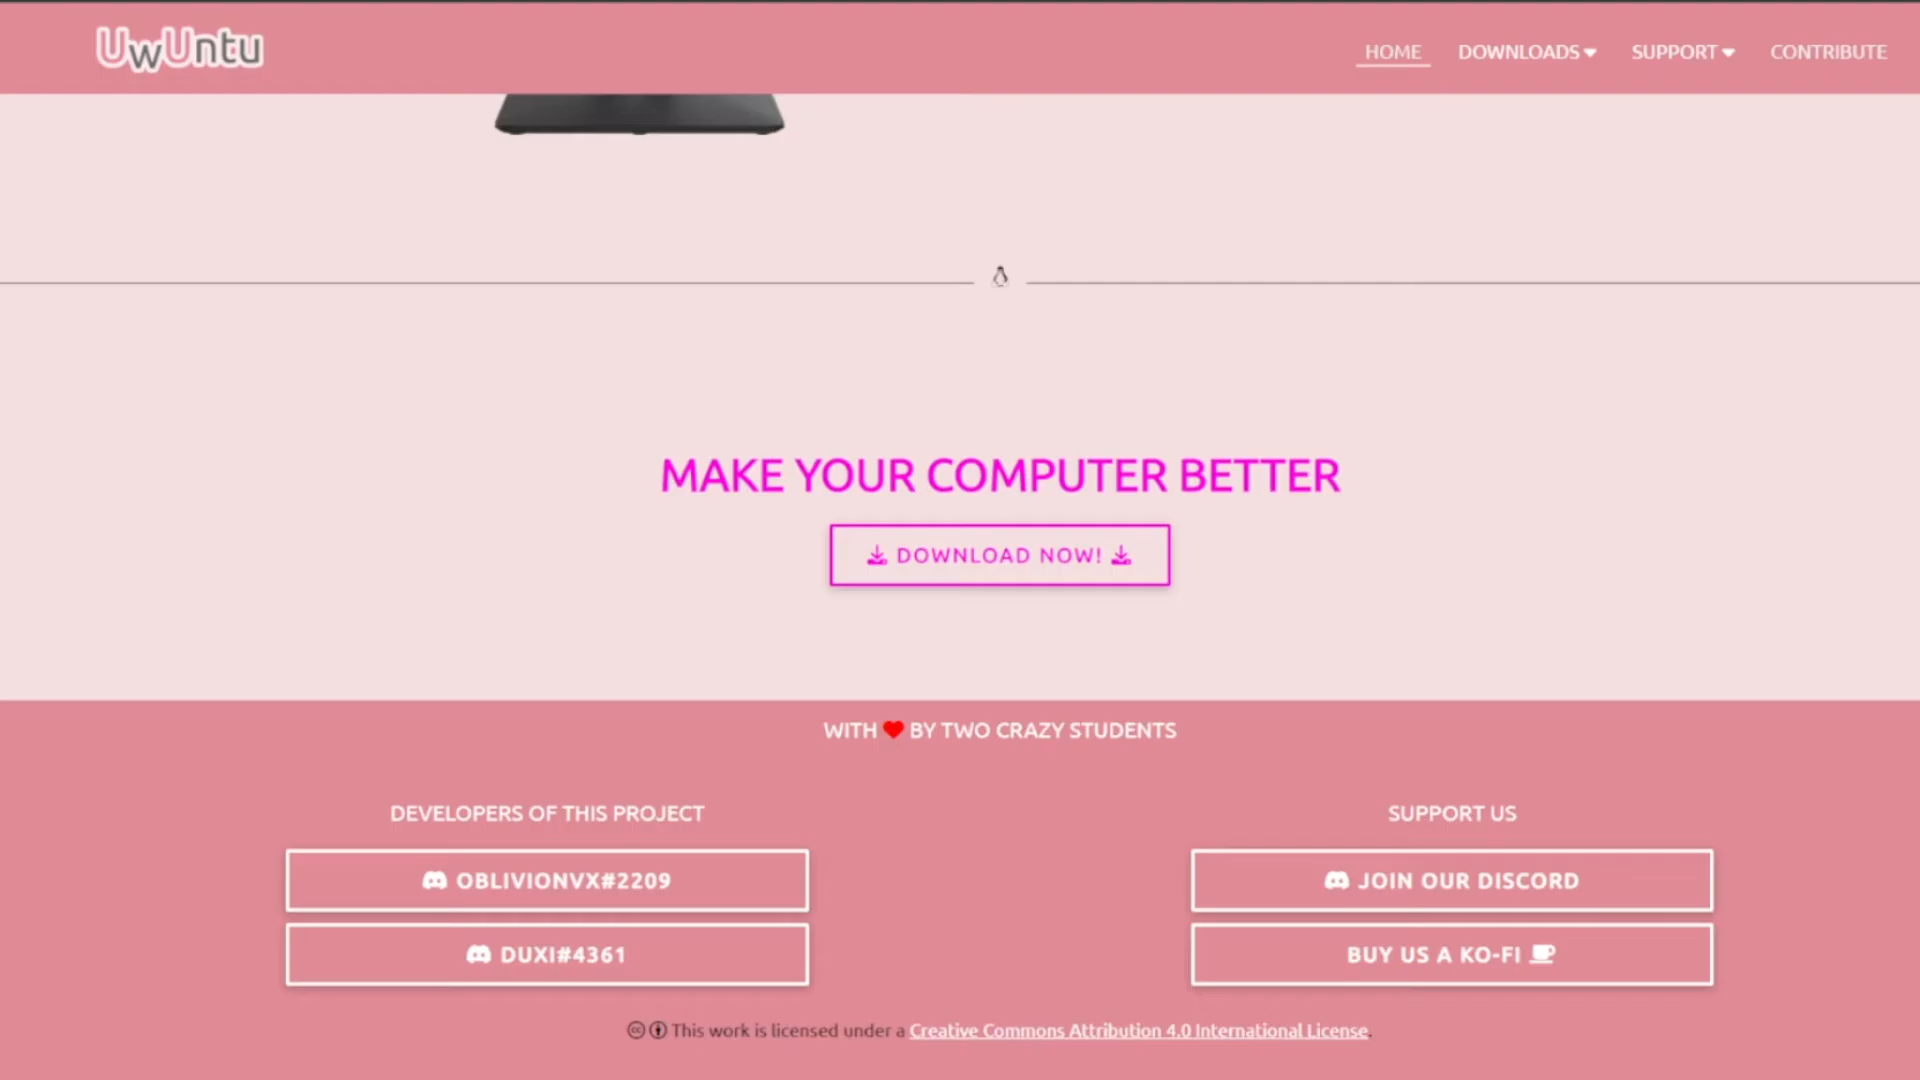 UwUntu
HOME DOWNLOADS SUPPORT CONTRIBUTE
MAKE YOUR COMPUTER BETTER
DOWNLOAD NOW!
WITH ❤ BY TWO CRAZY STUDENTS
DEVELOPERS OF THIS PROJECT
OBLIVIONVX#2209
DUXI#4361
SUPPORT US
JOIN OUR DISCORD
BUY US A KO-FI
This work is licensed under a Creative Commons Attribution 4.0 International License.